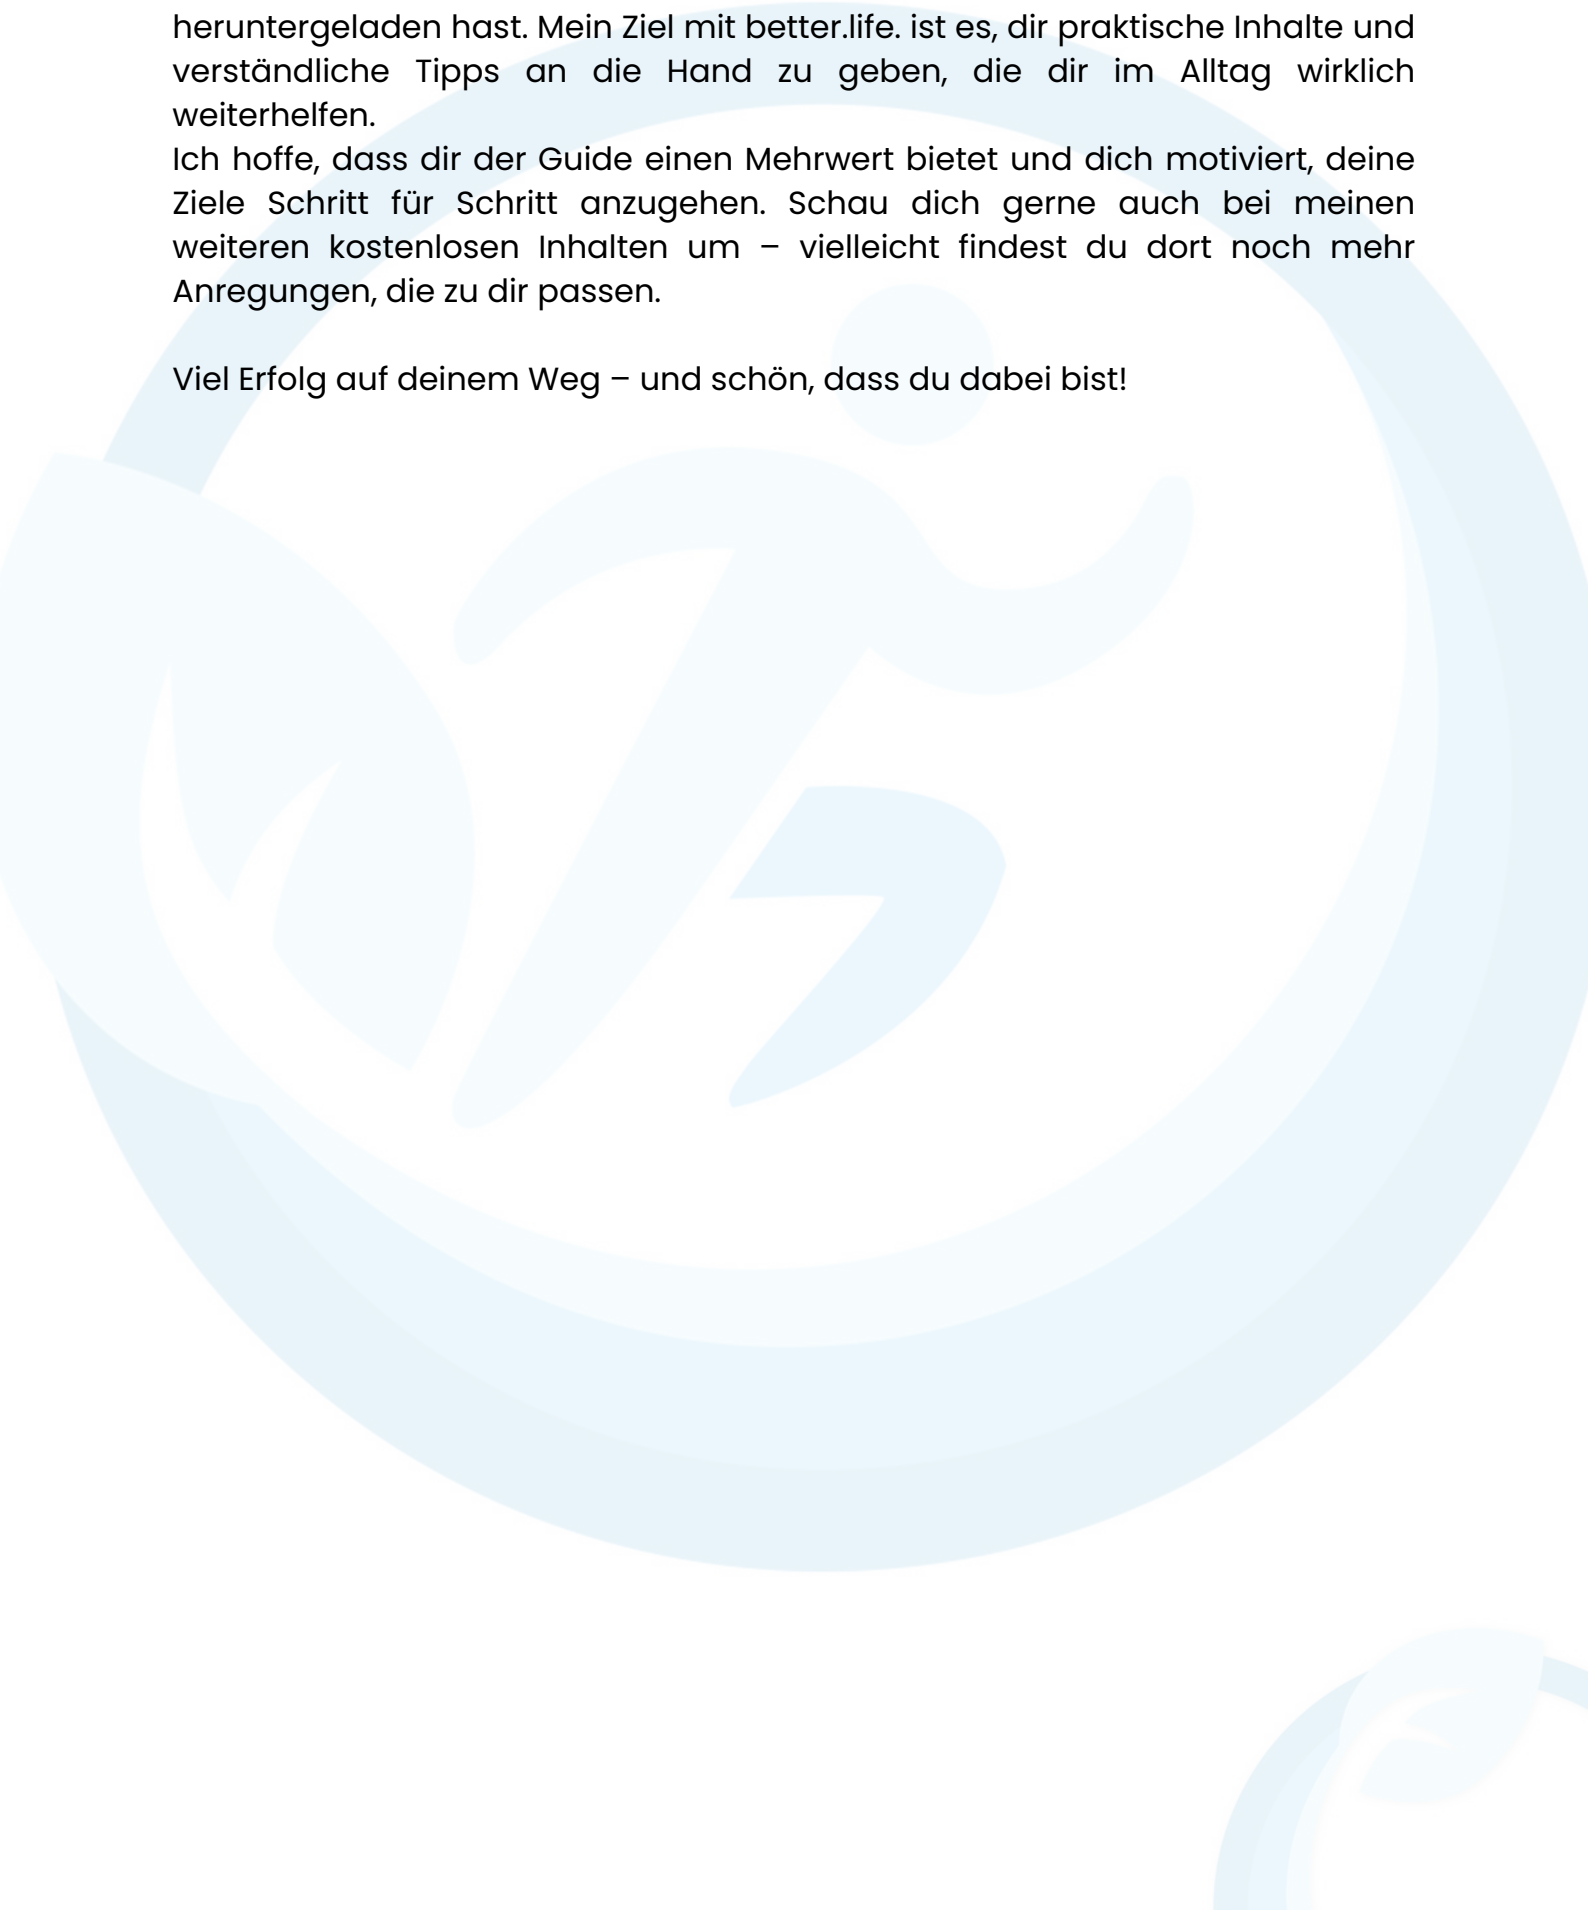 heruntergeladen hast. Mein Ziel mit better.life. ist es, dir praktische Inhalte und
verständliche Tipps an die Hand zu geben, die dir im Alltag wirklich
weiterhelfen.
Ich hoffe, dass dir der Guide einen Mehrwert bietet und dich motiviert, deine
Ziele Schritt für Schritt anzugehen. Schau dich gerne auch bei meinen
weiteren kostenlosen Inhalten um – vielleicht findest du dort noch mehr
Anregungen, die zu dir passen.
Viel Erfolg auf deinem Weg – und schön, dass du dabei bist!